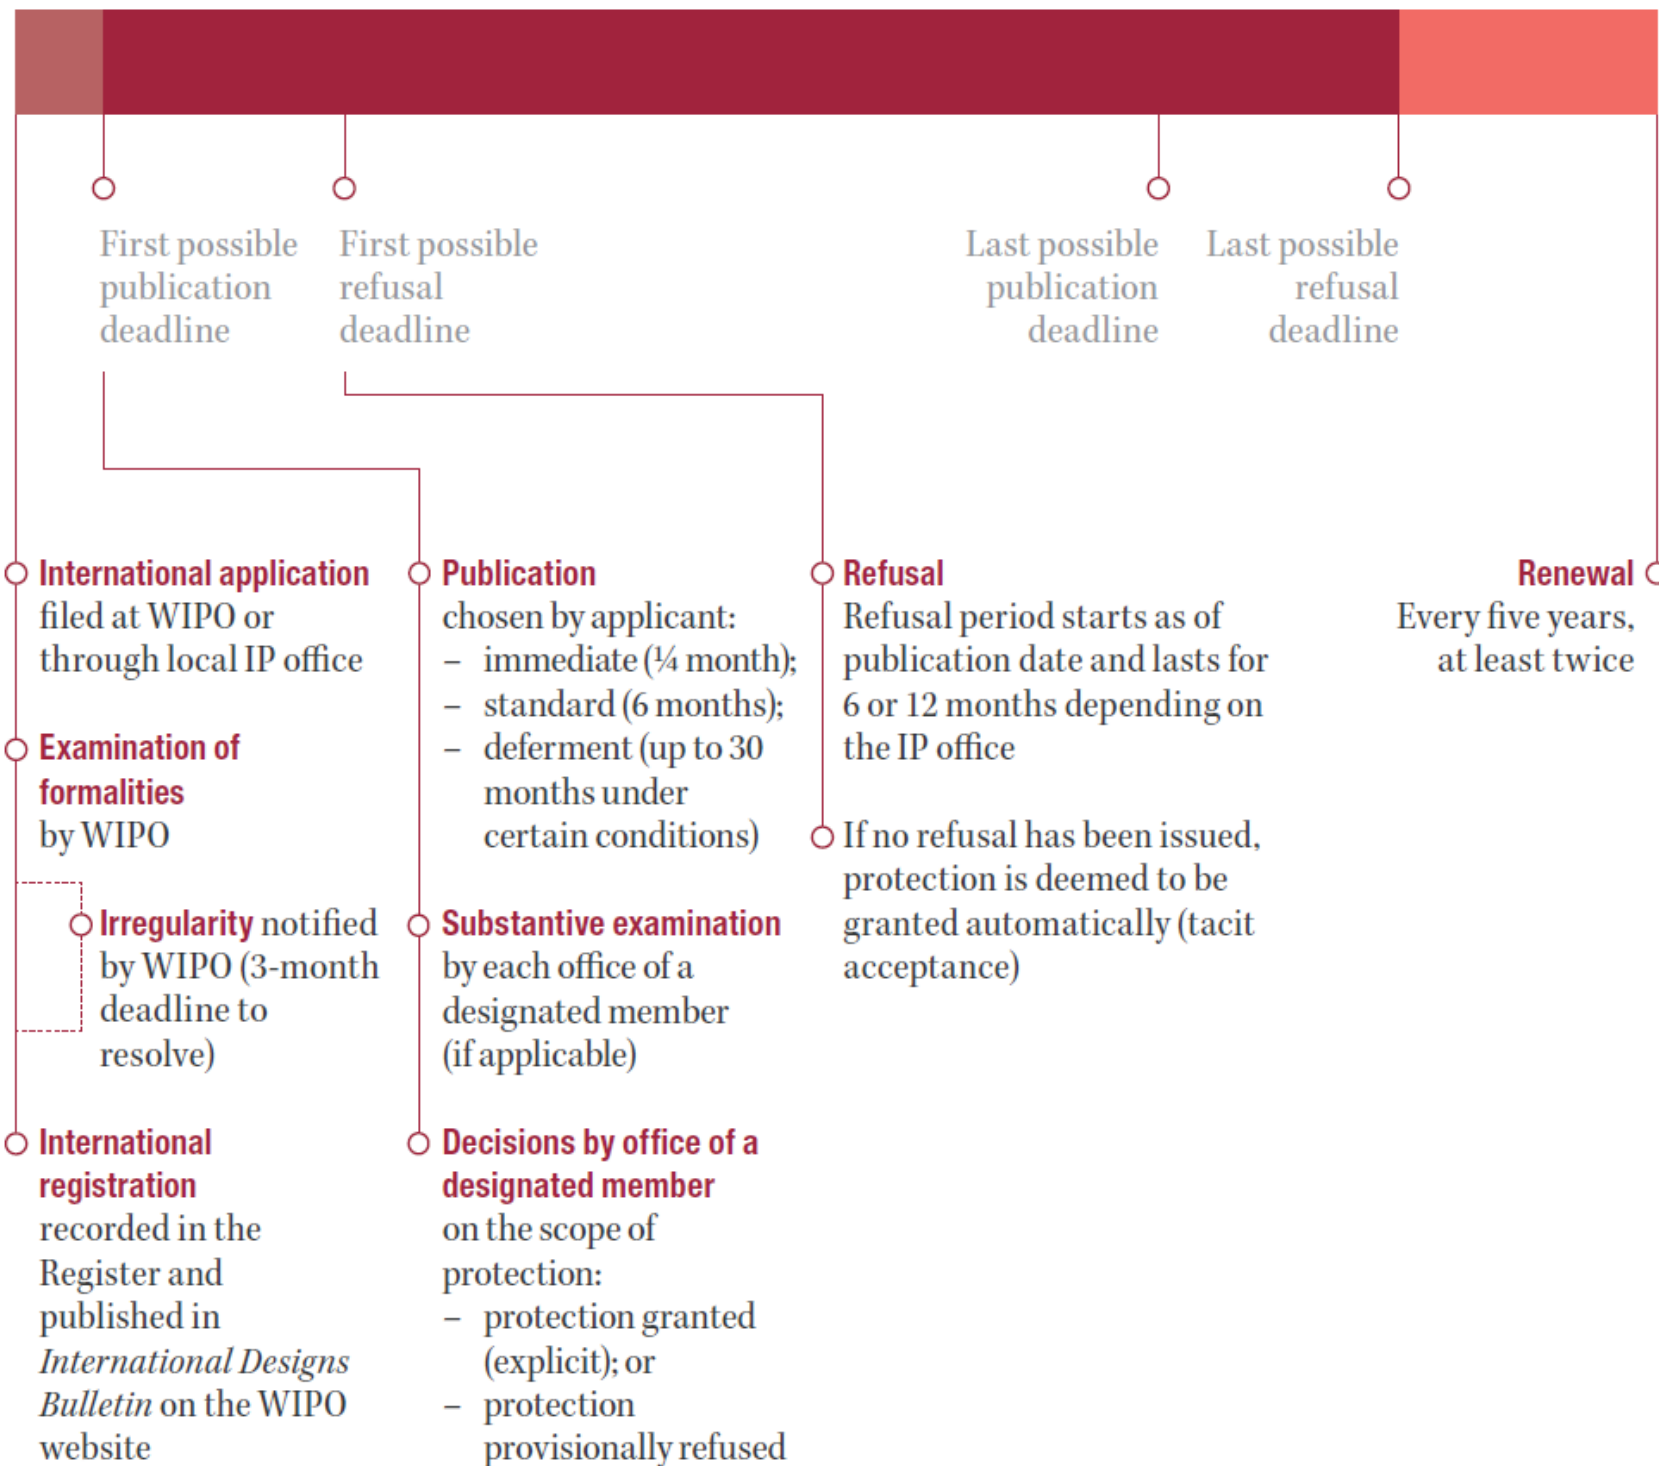 First possible
publication
deadline
First possible
refusal
deadline
Last possible
publication
deadline
Last possible
refusal
deadline
International application
filed at WIPO or
through local IP office
Examination of
formalities
by WIPO
Irregularity notified
by WIPO (3-month
deadline to
resolve)
International
registration
recorded in the
Register and
published in
International Designs
Bulletin on the WIPO
website
Publication
chosen by applicant:
– immediate (¼ month);
– standard (6 months);
– deferment (up to 30
months under
certain conditions)
Substantive examination
by each office of a
designated member
(if applicable)
Decisions by office of a
designated member
on the scope of
protection:
– protection granted
(explicit); or
– protection
provisionally refused
Refusal
Refusal period starts as of
publication date and lasts for
6 or 12 months depending on
the IP office
If no refusal has been issued,
protection is deemed to be
granted automatically (tacit
acceptance)
Renewal
Every five years,
at least twice